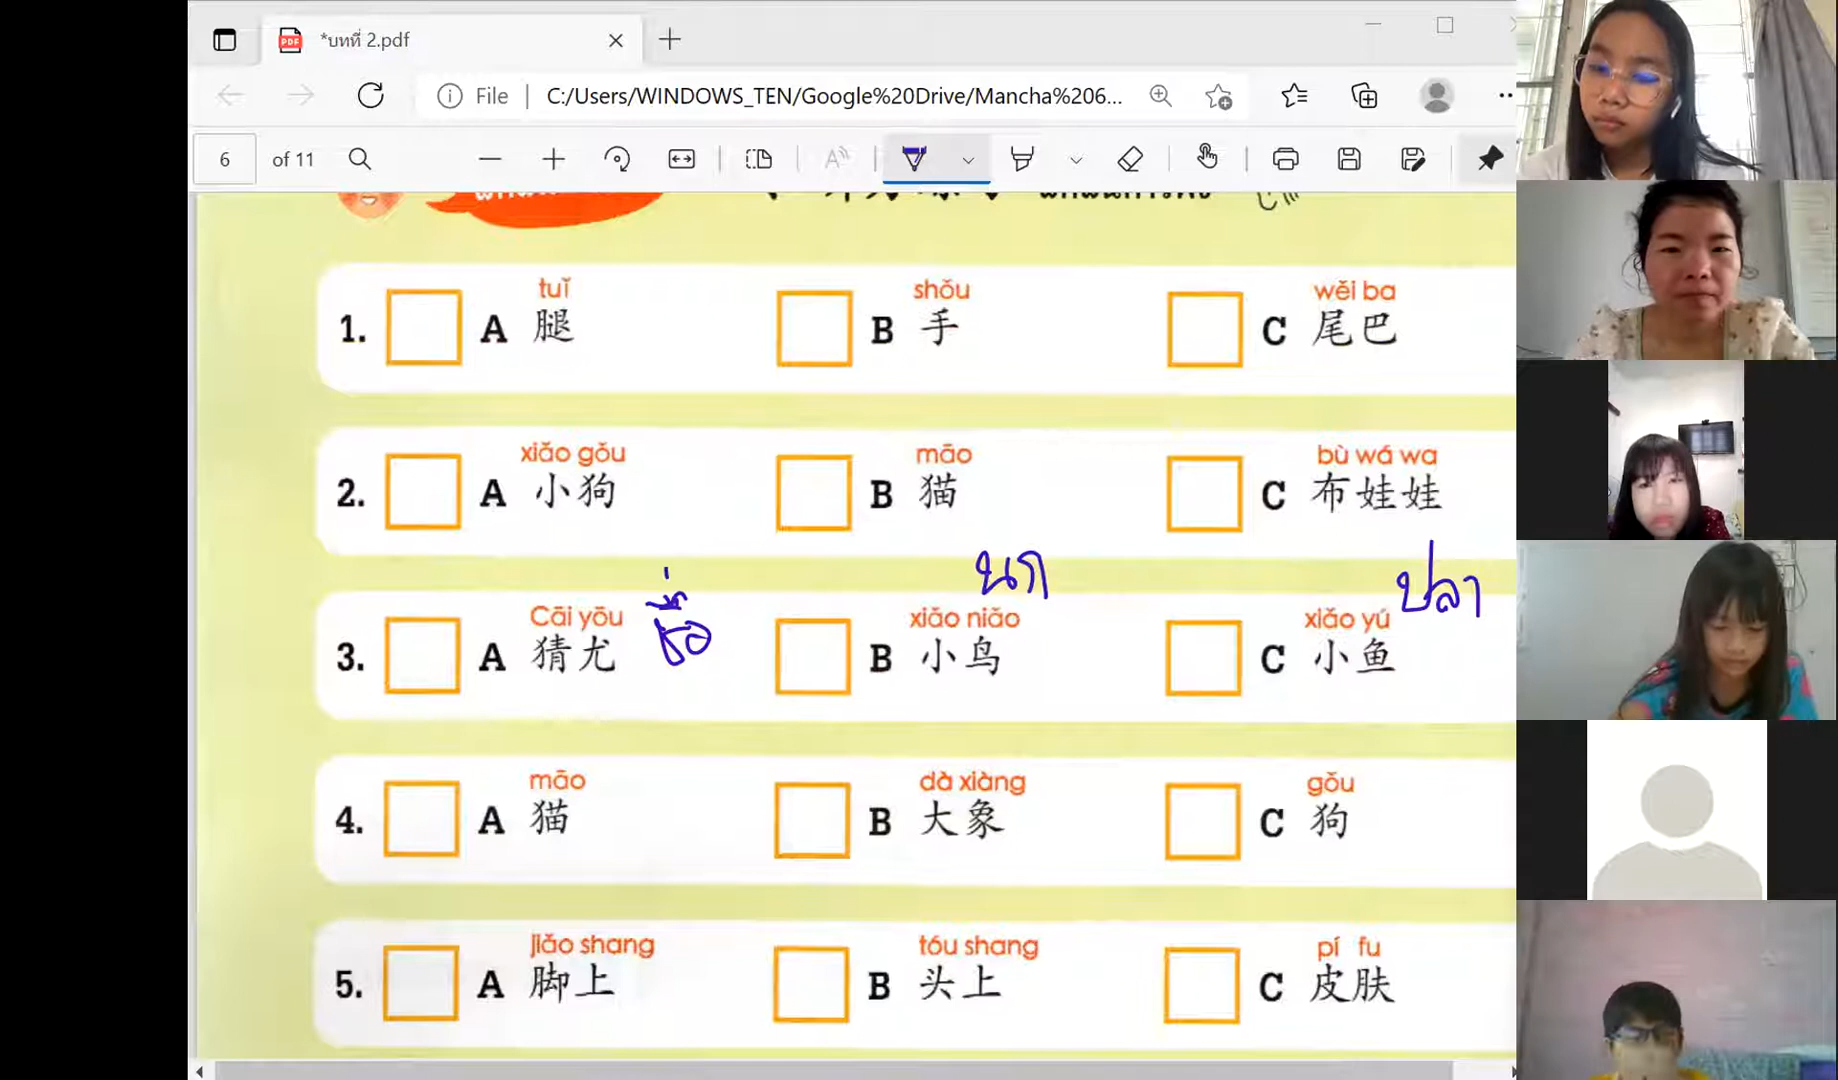 *บทที่ 2.pdf
File C:/Users/WINDOWS_TEN/Google%20Drive/Mancha%206...
6 of 11
tuǐ shǒu wěi ba
1. A 腿 B 手 C 尾巴
xiǎo gǒu māo bù wá wa
2. A 小狗 B 猫 C 布娃娃
นก ปลา
Cāi yōu ชื่อ xiǎo niǎo xiǎo yú
3. A 猜尤 B 小鸟 C 小鱼
māo dà xiàng gǒu
4. A 猫 B 大象 C 狗
jiǎo shang tóu shang pí fu
5. A 脚上 B 头上 C 皮肤